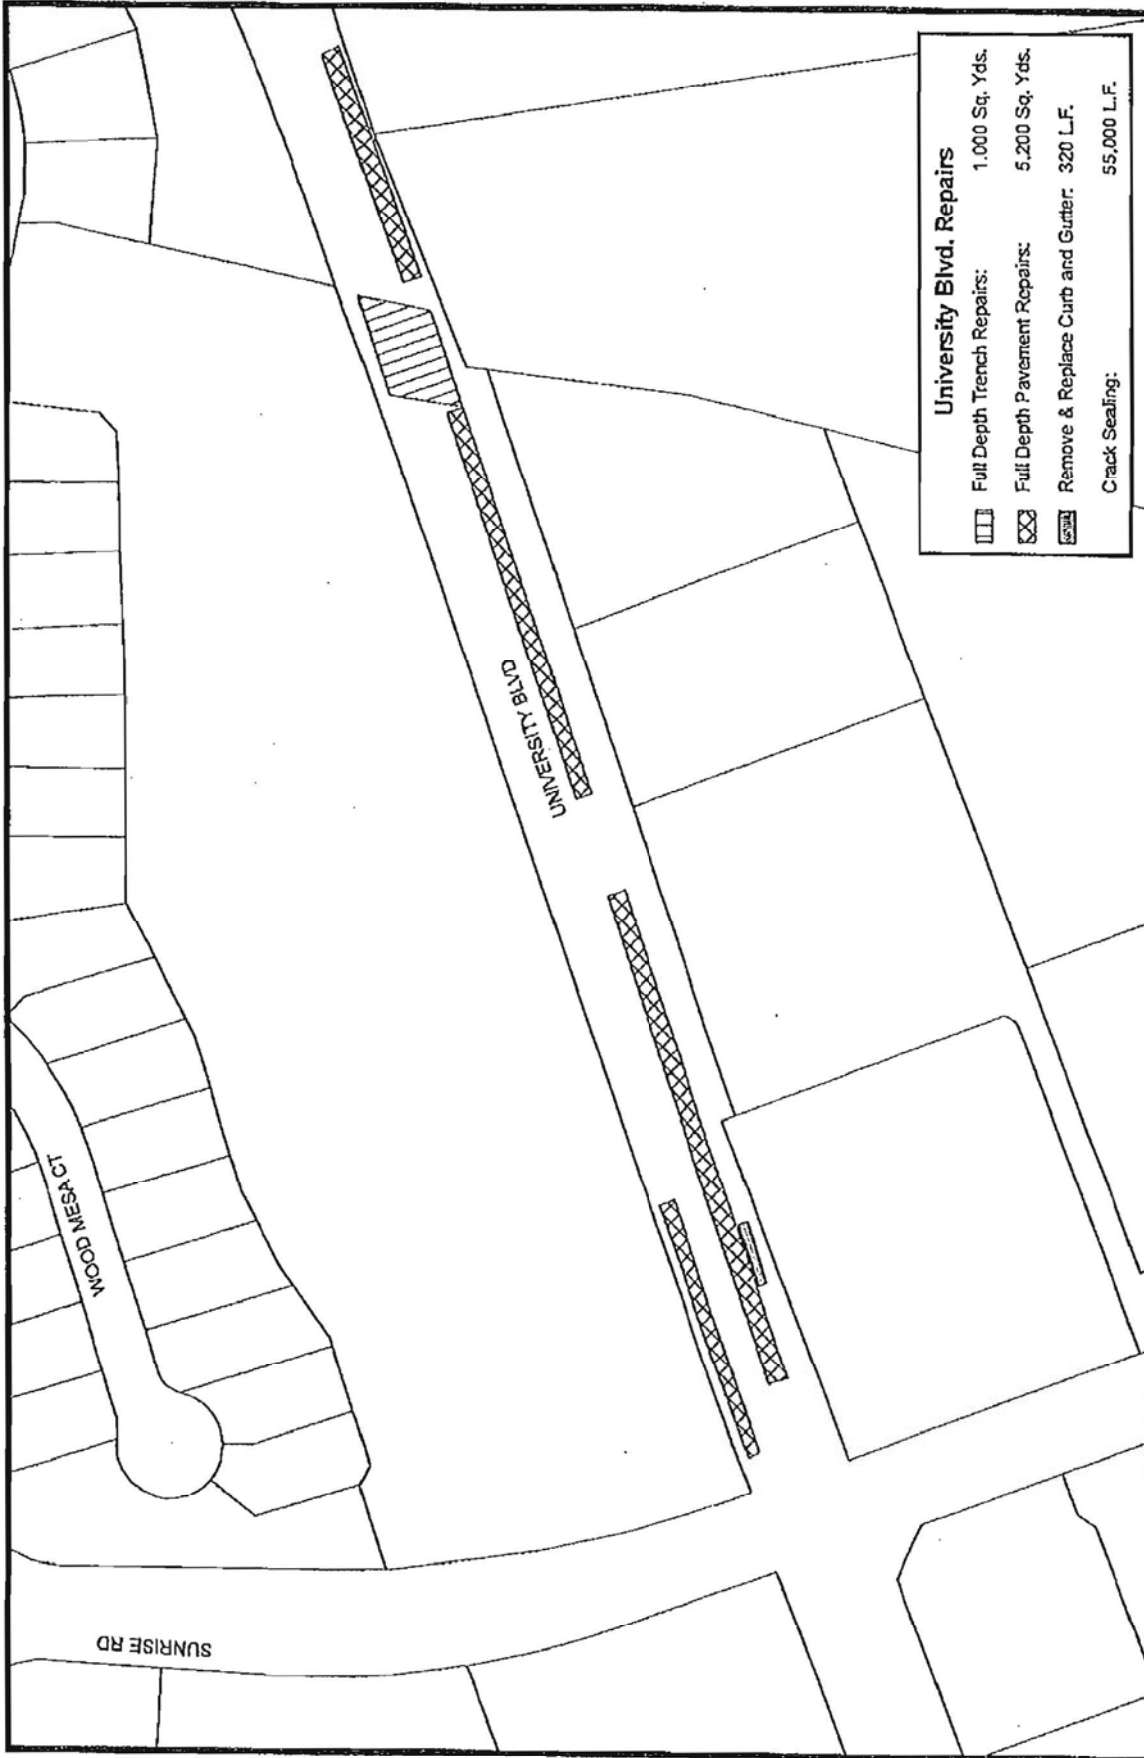 WOOD MESA CT
SUNRISE RD
UNIVERSITY BLVD
University Blvd. Repairs
Full Depth Trench Repairs: 1.000 Sq. Yds.
Full Depth Pavement Repairs: 5.200 Sq. Yds.
Remove & Replace Curb and Gutter: 320 L.F.
Crack Sealing: 55,000 L.F.